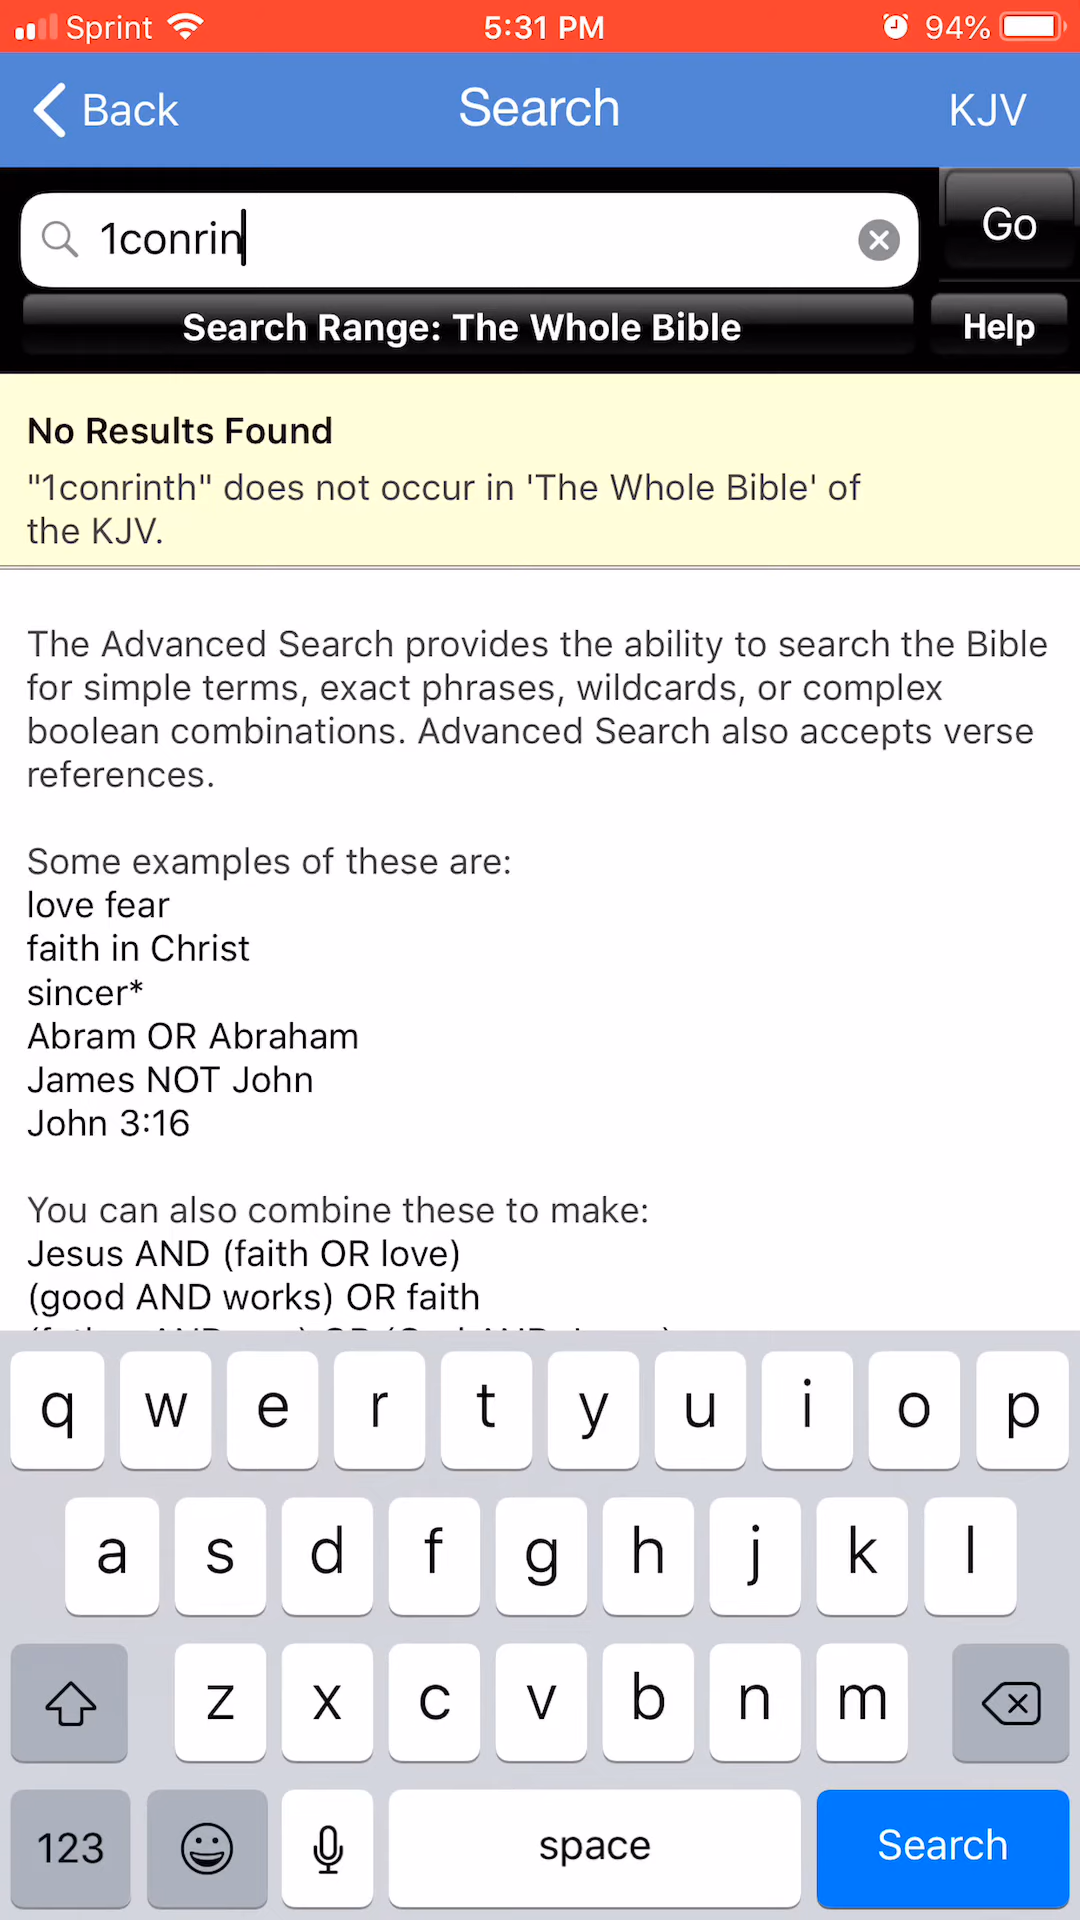 Sprint 5:31 PM 94%
Back Search KJV
1conrin Go
Search Range: The Whole Bible Help
No Results Found
"1conrinth" does not occur in 'The Whole Bible' of
the KJV.
The Advanced Search provides the ability to search the Bible
for simple terms, exact phrases, wildcards, or complex
boolean combinations. Advanced Search also accepts verse
references.
Some examples of these are:
love fear
faith in Christ
sincer*
Abram OR Abraham
James NOT John
John 3:16
You can also combine these to make:
Jesus AND (faith OR love)
(good AND works) OR faith
q w e r t y u i o p
a s d f g h j k l
z x c v b n m
123 space Search